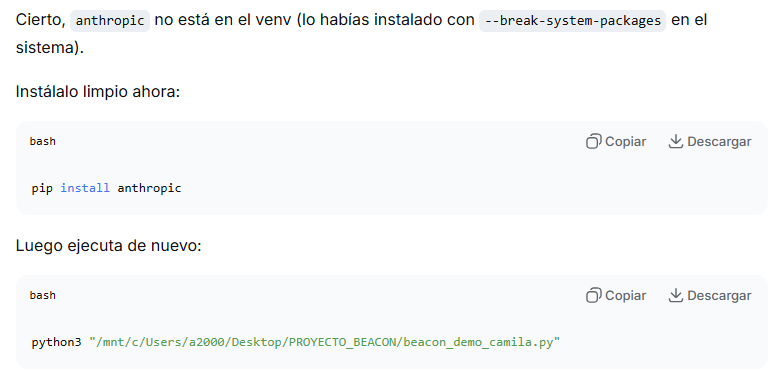 Cierto, anthropic no está en el venv (lo habías instalado con --break-system-packages en el
sistema).
Instálalo limpio ahora:
bash
Copiar
Descargar
pip install anthropic
Luego ejecuta de nuevo:
bash
Copiar
Descargar
python3 "/mnt/c/Users/a2000/Desktop/PROYECTO_BEACON/beacon_demo_camila.py"